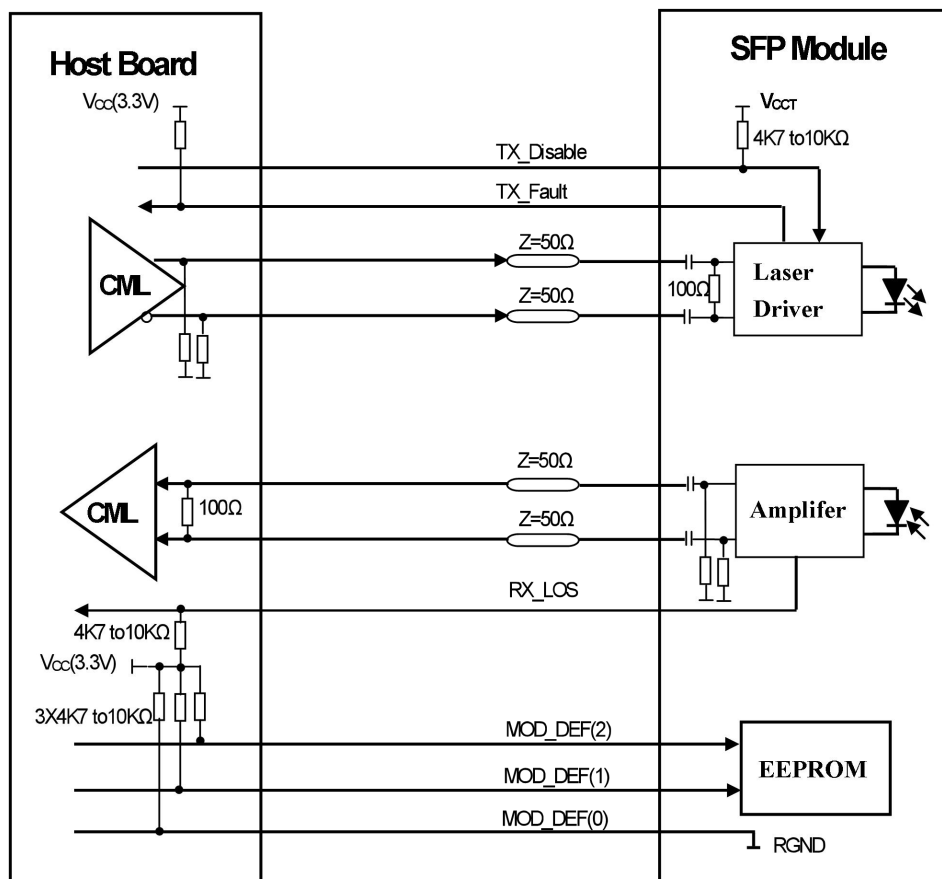 Host Board
SFP Module
VCC(3.3V)
VCCT
4K7 to10KΩ
TX_Disable
TX_Fault
CML
Z=50Ω
Z=50Ω
100Ω
Laser
Driver
CML
100Ω
Z=50Ω
Z=50Ω
Amplifer
RX_LOS
4K7 to10KΩ
VCC(3.3V)
3X4K7 to10KΩ
MOD_DEF(2)
MOD_DEF(1)
MOD_DEF(0)
EEPROM
RGND